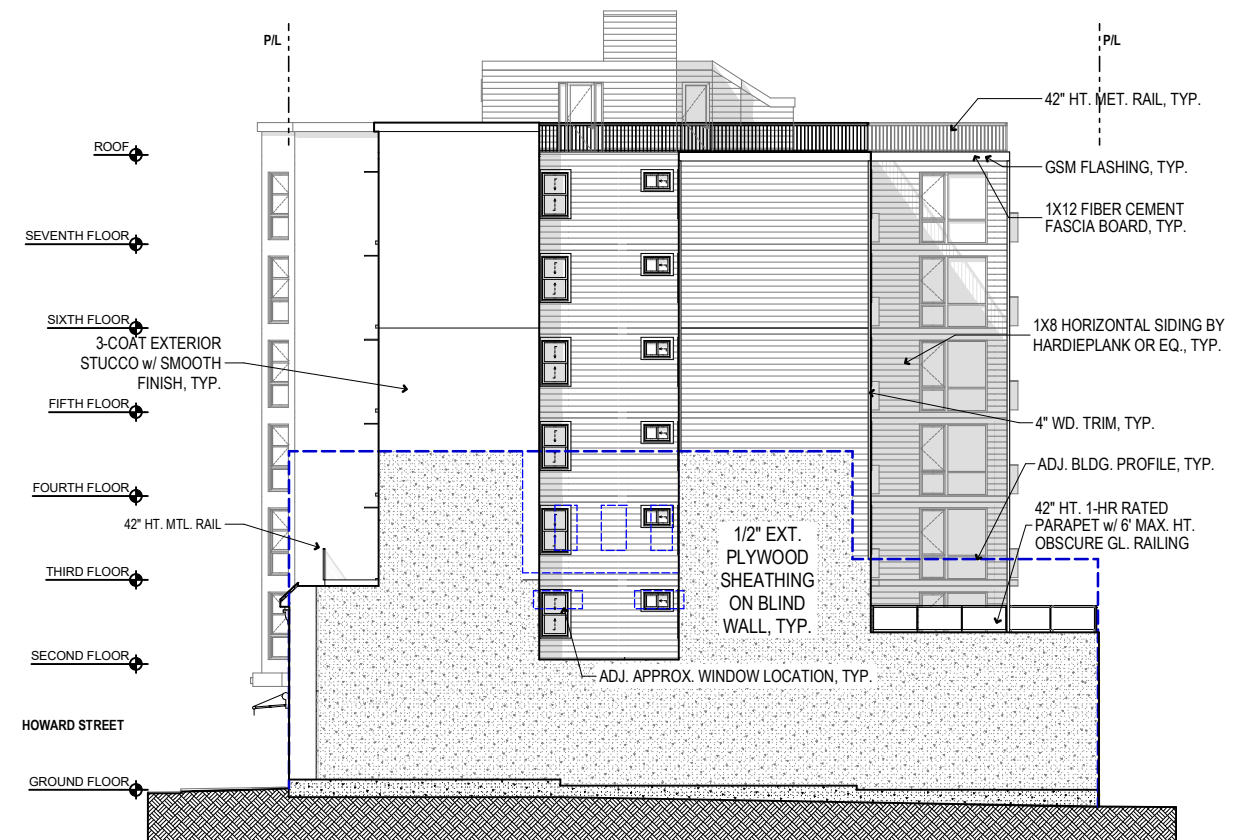 P/L
P/L
42" HT. MET. RAIL, TYP.
ROOF
GSM FLASHING, TYP.
1X12 FIBER CEMENT
FASCIA BOARD, TYP.
SEVENTH FLOOR
SIXTH FLOOR
3-COAT EXTERIOR
STUCCO w/ SMOOTH
FINISH, TYP.
1X8 HORIZONTAL SIDING BY
HARDIEPLANK OR EQ., TYP.
FIFTH FLOOR
4" WD. TRIM, TYP.
ADJ. BLDG. PROFILE, TYP.
FOURTH FLOOR
42" HT. MTL. RAIL
42" HT. 1-HR RATED
PARAPET w/ 6' MAX. HT.
OBSCURE GL. RAILING
1/2" EXT.
PLYWOOD
SHEATHING
ON BLIND
WALL, TYP.
THIRD FLOOR
SECOND FLOOR
ADJ. APPROX. WINDOW LOCATION, TYP.
HOWARD STREET
GROUND FLOOR